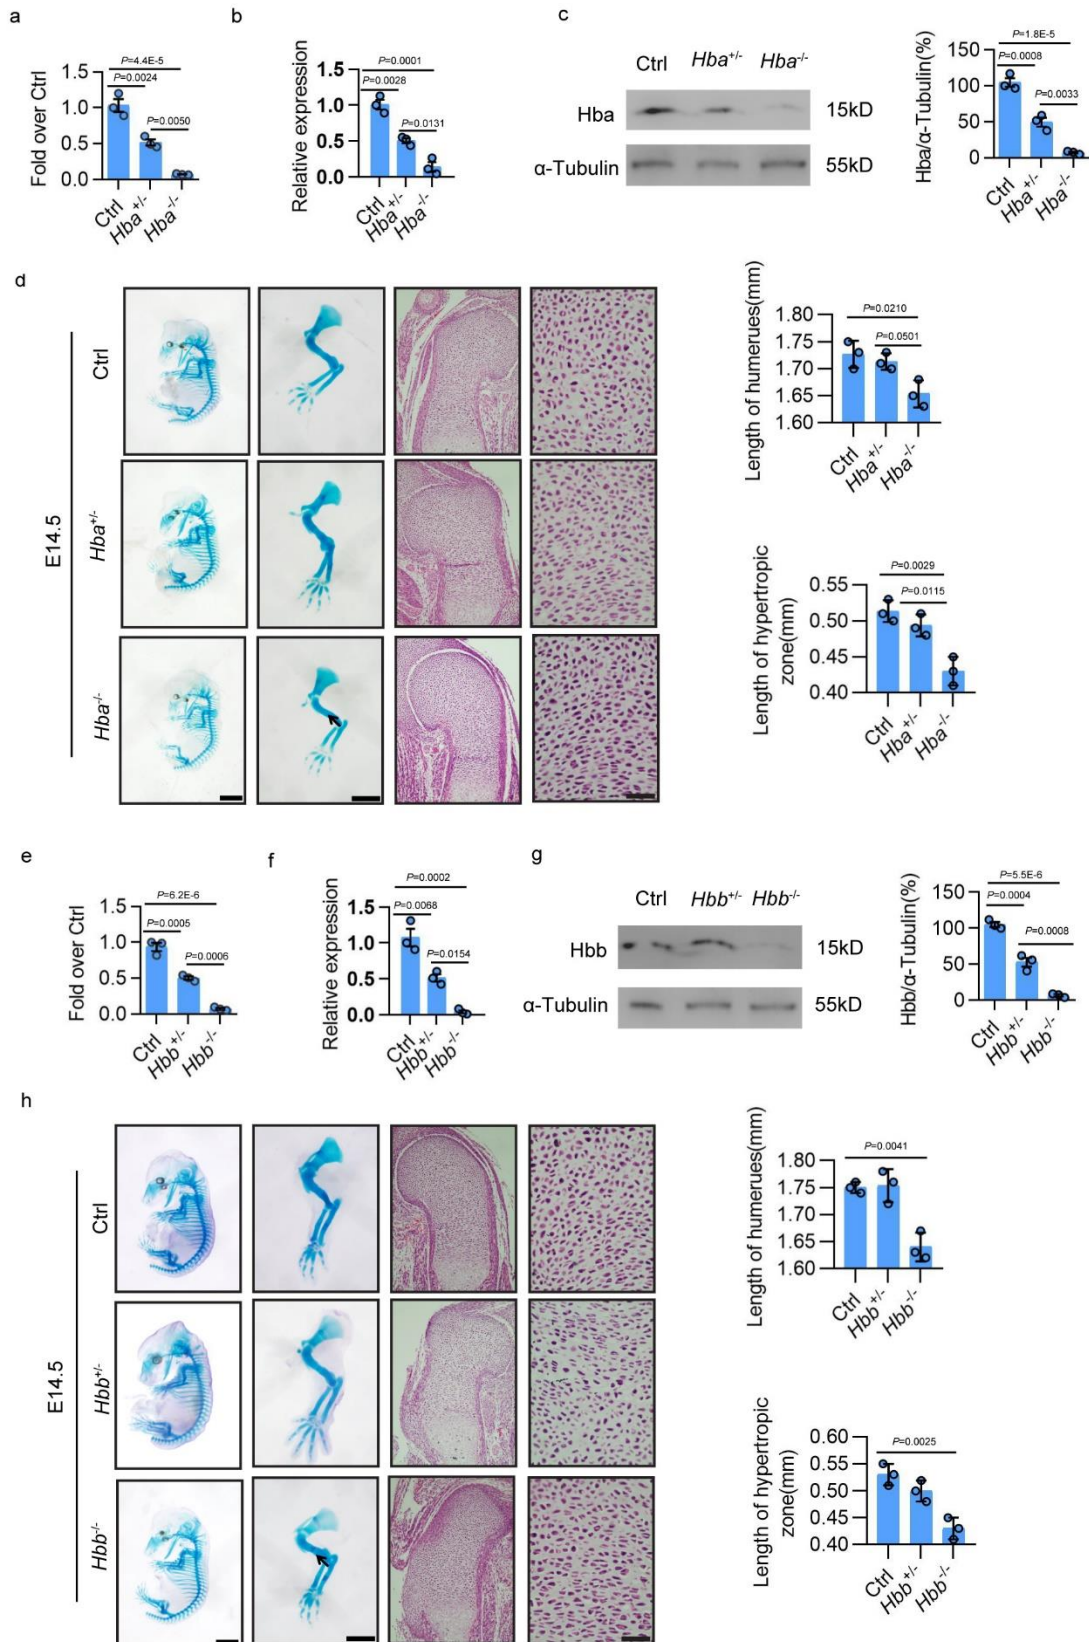 a
P=4.4E-5
P=0.0024
P=0.0050
Fold over Ctrl
1.5
1.0
0.5
0.0
Ctrl
Hba+/-
Hba-/-
b
P=0.0001
P=0.0028
P=0.0131
Relative expression
1.5
1.0
0.5
0.0
Ctrl
Hba+/-
Hba-/-
c
Ctrl Hba+/- Hba-/-
Hba 15kD
α-Tubulin 55kD
P=1.8E-5
P=0.0008
P=0.0033
Hba/α-Tubulin(%)
150
100
50
0
Ctrl
Hba+/-
Hba-/-
d
E14.5
Ctrl
Hba+/-
Hba-/-
P=0.0210
P=0.0501
Length of humerues(mm)
1.80
1.75
1.70
1.65
1.60
Ctrl
Hba+/-
Hba-/-
P=0.0029
P=0.0115
Length of hypertropic
zone(mm)
0.55
0.50
0.45
0.40
Ctrl
Hba+/-
Hba-/-
e
P=6.2E-6
P=0.0005
P=0.0006
Fold over Ctrl
1.5
1.0
0.5
0.0
Ctrl
Hbb+/-
Hbb-/-
f
P=0.0002
P=0.0068
P=0.0154
Relative expression
1.5
1.0
0.5
0.0
Ctrl
Hbb+/-
Hbb-/-
g
Ctrl Hbb+/- Hbb-/-
Hbb 15kD
α-Tubulin 55kD
P=5.5E-6
P=0.0004
P=0.0008
Hbb/α-Tubulin(%)
150
100
50
0
Ctrl
Hbb+/-
Hbb-/-
h
E14.5
Ctrl
Hbb+/-
Hbb-/-
P=0.0041
Length of humerues(mm)
1.80
1.75
1.70
1.65
1.60
Ctrl
Hbb+/-
Hbb-/-
P=0.0025
Length of hypertropic
zone(mm)
0.60
0.55
0.50
0.45
0.40
Ctrl
Hbb+/-
Hbb-/-